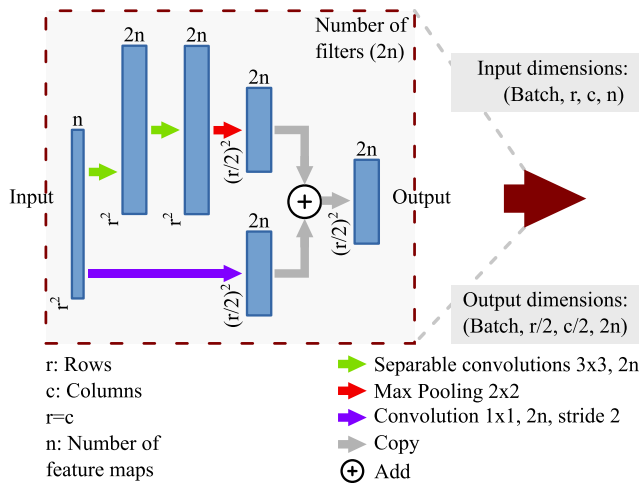 Number of
filters (2n)
2n
2n
2n
n
2n
Input
r²
r²
(r/2)²
+
Output
2n
(r/2)²
r²
(r/2)²
Input dimensions:
(Batch, r, c, n)
Output dimensions:
(Batch, r/2, c/2, 2n)
r: Rows
c: Columns
r=c
n: Number of
feature maps
Separable convolutions 3x3, 2n
Max Pooling 2x2
Convolution 1x1, 2n, stride 2
Copy
+ Add